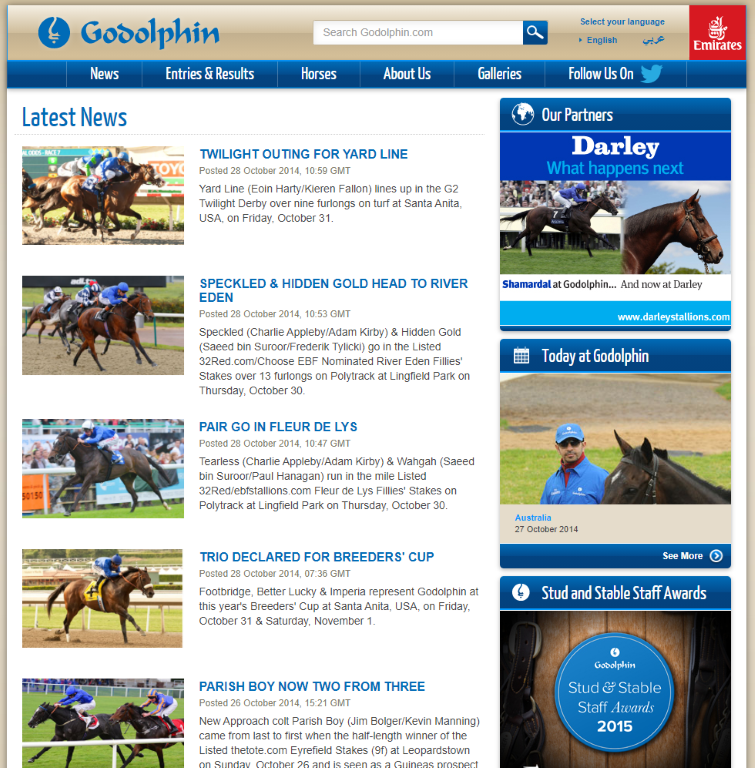 Godolphin
Search Godolphin.com
Select your language
English
عربي
Emirates
News
Entries & Results
Horses
About Us
Galleries
Follow Us On
Latest News
TWILIGHT OUTING FOR YARD LINE
Posted 28 October 2014, 10:59 GMT
Yard Line (Eoin Harty/Kieren Fallon) lines up in the G2
Twilight Derby over nine furlongs on turf at Santa Anita,
USA, on Friday, October 31.
SPECKLED & HIDDEN GOLD HEAD TO RIVER
EDEN
Posted 28 October 2014, 10:53 GMT
Speckled (Charlie Appleby/Adam Kirby) & Hidden Gold
(Saeed bin Suroor/Frederik Tylicki) go in the Listed
32Red.com/Choose EBF Nominated River Eden Fillies'
Stakes over 13 furlongs on Polytrack at Lingfield Park on
Thursday, October 30.
PAIR GO IN FLEUR DE LYS
Posted 28 October 2014, 10:47 GMT
Tearless (Charlie Appleby/Adam Kirby) & Wahgah (Saeed
bin Suroor/Paul Hanagan) run in the mile Listed
32Red/ebfstallions.com Fleur de Lys Fillies' Stakes on
Polytrack at Lingfield Park on Thursday, October 30.
TRIO DECLARED FOR BREEDERS' CUP
Posted 28 October 2014, 07:36 GMT
Footbridge, Better Lucky & Imperia represent Godolphin at
this year's Breeders' Cup at Santa Anita, USA, on Friday,
October 31 & Saturday, November 1.
PARISH BOY NOW TWO FROM THREE
Posted 26 October 2014, 15:21 GMT
New Approach colt Parish Boy (Jim Bolger/Kevin Manning)
came from last to first when the half-length winner of the
Listed thetote.com Eyrefield Stakes (9f) at Leopardstown
on Sunday, October 26 and is seen as a Guineas prospect
Our Partners
Darley
What happens next
Shamardal at Godolphin... And now at Darley
www.darleystallions.com
Today at Godolphin
Australia
27 October 2014
See More
Stud and Stable Staff Awards
Godolphin
Stud & Stable
Staff Awards
2015